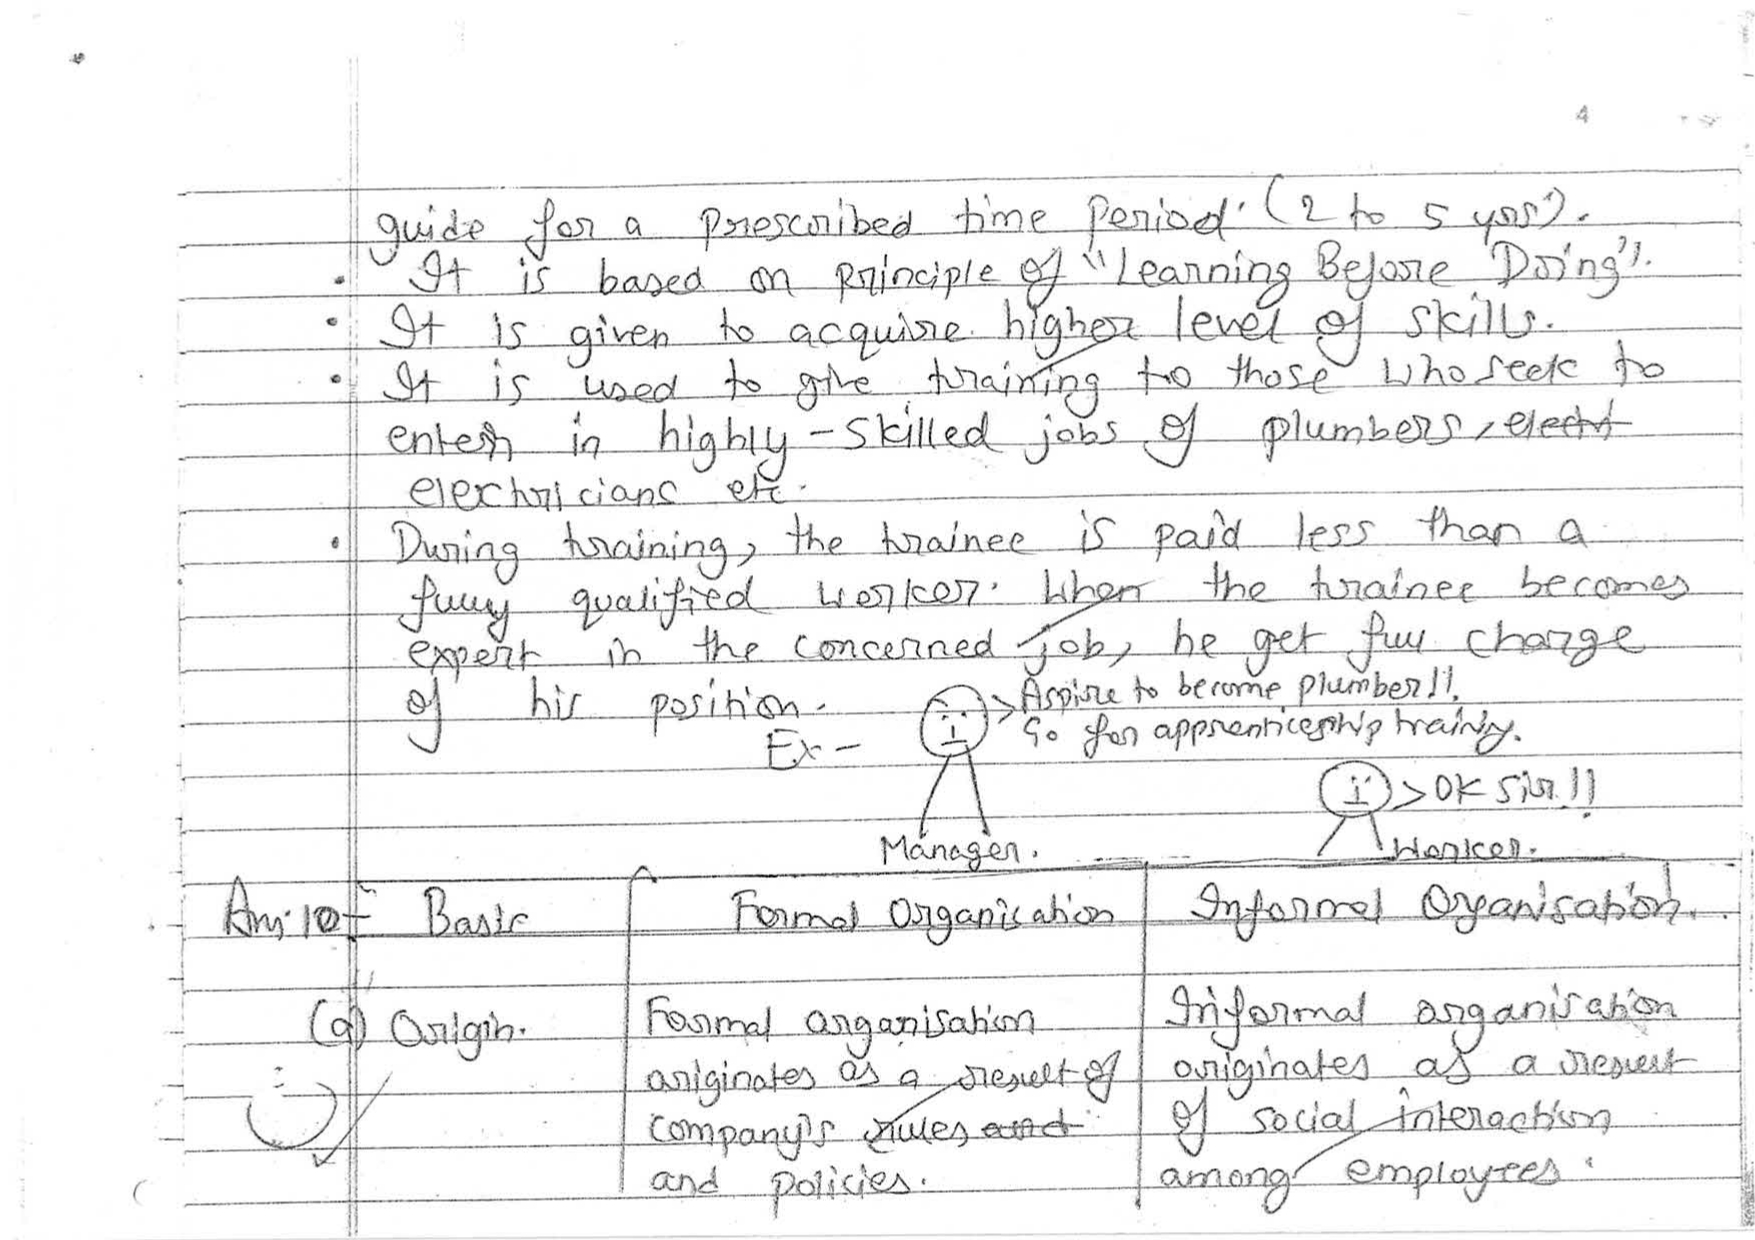 4
guide for a prescribed time period. (2 to 5 yrs).
• It is based on principle of "Learning Before Doing".
• It is given to acquire higher level of skills.
• It is used to give training to those who seek to
enter in highly-skilled jobs of plumbers, elect
electricians etc.
• During training, the trainee is paid less than a
fully qualified worker. When the trainee becomes
expert in the concerned job, he get full charge
of his position.
> Aspire to become plumber!!.
Go for apprenticeship training.
Ex -
> OK Sir!!
Manager.
Worker.
Ans 10- Basic Formal Organisation Informal Organisation.
(a) Origin. Formal organisation Informal organisation
originates as a result of originates as a result
company's rules and of social interaction
and policies. among employees.